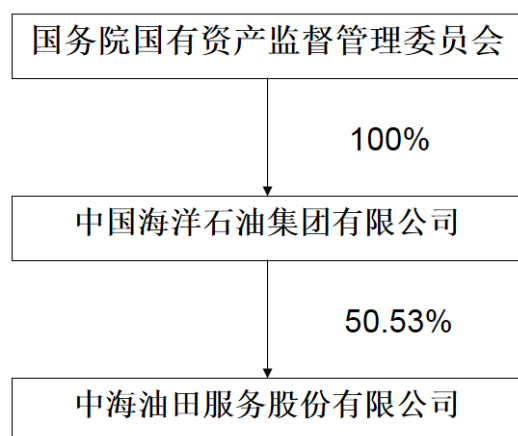 国务院国有资产监督管理委员会
100%
中国海洋石油集团有限公司
50.53%
中海油田服务股份有限公司